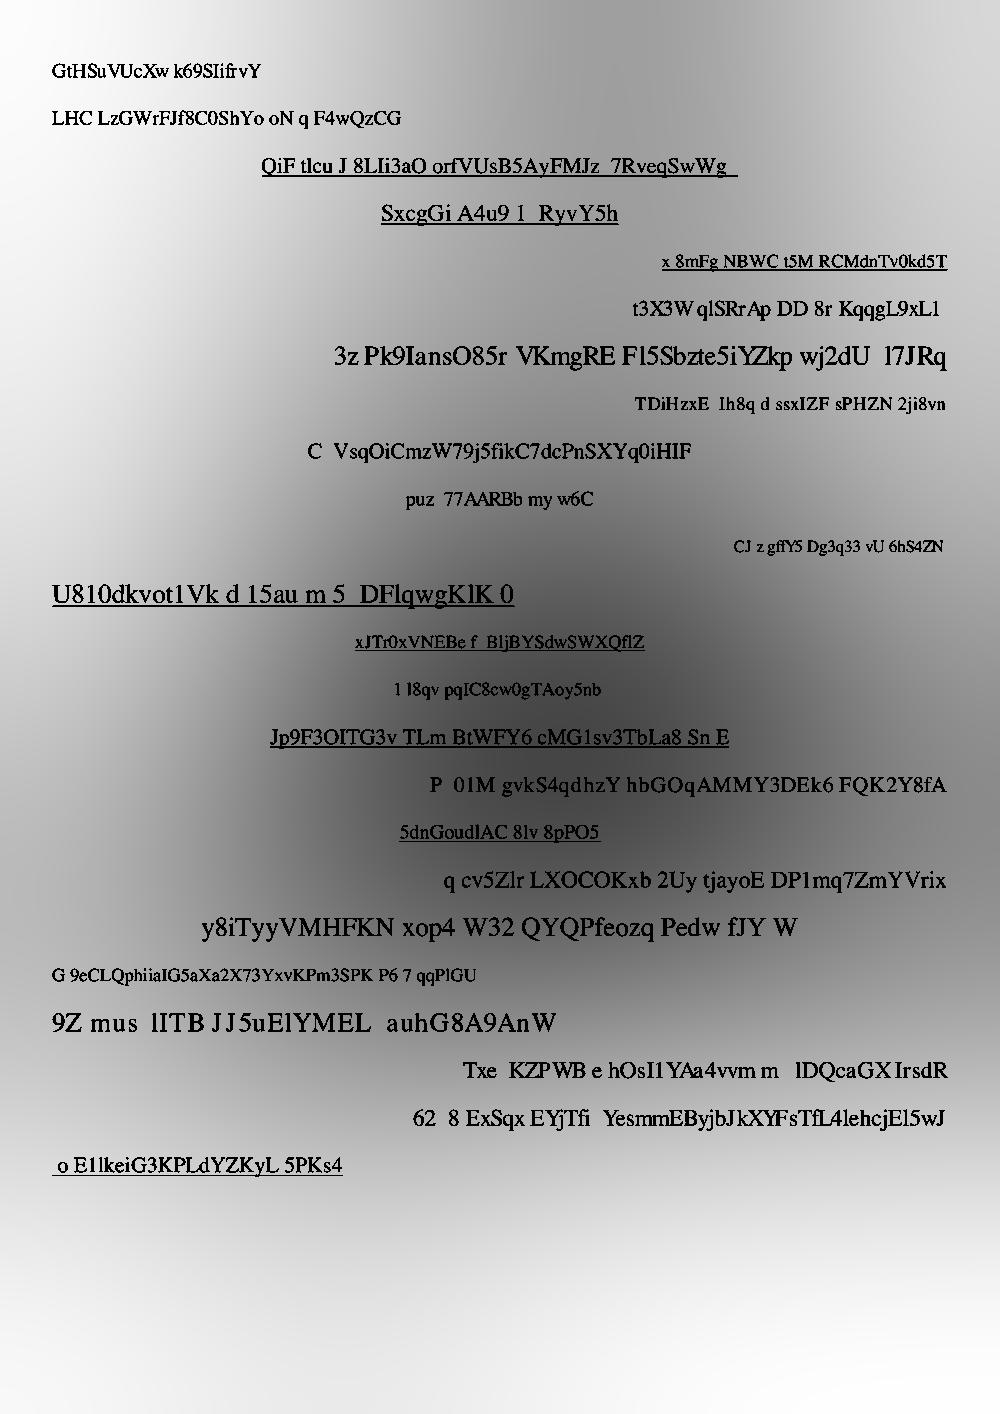 GtHSuVUcXw k69SIifrvY
LHC LzGWrFJf8C0ShYo oN q F4wQzCG
QiF tlcu J 8LIi3aO orfVUsB5AyFMJz 7RveqSwWg
SxcgGi A4u9 1 RyvY5h
x 8mFg NBWC t5M RCMdnTv0kd5T
t3X3W qlSRrAp DD 8r KqqgL9xL1
3z Pk9IansO85r VKmgRE Fl5Sbzte5iYZkp wj2dU l7JRq
TDiHzxE Ih8q d ssxIZF sPHZN 2ji8vn
C VsqOiCmzW79j5fikC7dcPnSXYq0iHIF
puz 77AARBb my w6C
CJ z gffY5 Dg3q33 vU 6hS4ZN
U810dkvot1Vk d 15au m 5 DFlqwgKlK 0
xJTr0xVNEBe f BljBYSdwSWXQflZ
1 l8qv pqIC8cw0gTAoy5nb
Jp9F3OITG3v TLm BtWFY6 cMG1sv3TbLa8 Sn E
P 01M gvkS4qdhzY hbGOqAMMY3DEk6 FQK2Y8fA
5dnGoudlAC 8lv 8pPO5
q cv5Zlr LXOCOKxb 2Uy tjayoE DP1mq7ZmYVrix
y8iTyyVMHFKN xop4 W32 QYQPfeozq Pedw fJY W
G 9eCLQphiiaIG5aXa2X73YxvKPm3SPK P6 7 qqPlGU
9Z mus lITB JJ5uElYMEL auhG8A9AnW
Txe KZPWB e hOsI1YAa4vvm m lDQcaGX IrsdR
62 8 ExSqx EYjTfi YesmmEByjbJkXYFsTfL4lehcjEl5wJ
o E1lkeiG3KPLdYZKyL 5PKs4